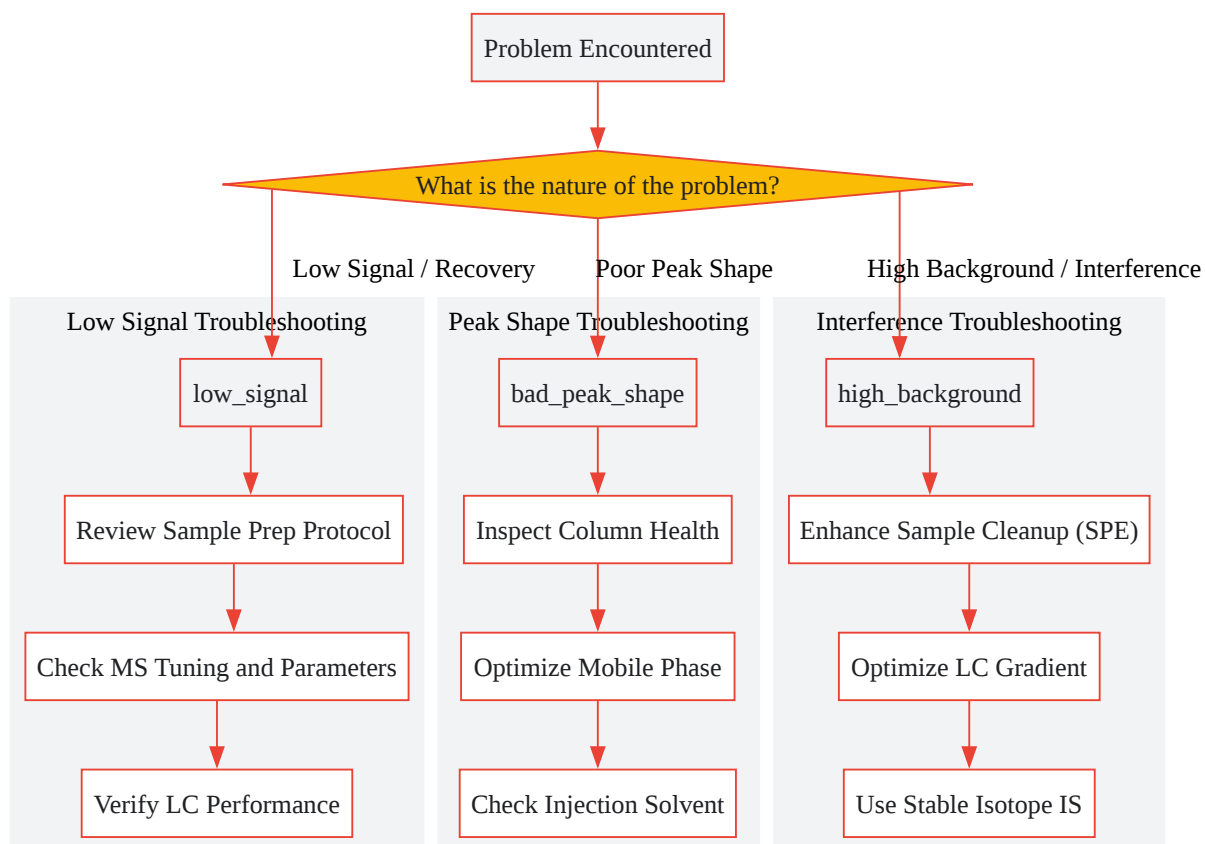 Problem Encountered
What is the nature of the problem?
Low Signal / Recovery
Poor Peak Shape
High Background / Interference
Low Signal Troubleshooting
Peak Shape Troubleshooting
Interference Troubleshooting
low_signal
bad_peak_shape
high_background
Review Sample Prep Protocol
Inspect Column Health
Enhance Sample Cleanup (SPE)
Check MS Tuning and Parameters
Optimize Mobile Phase
Optimize LC Gradient
Verify LC Performance
Check Injection Solvent
Use Stable Isotope IS